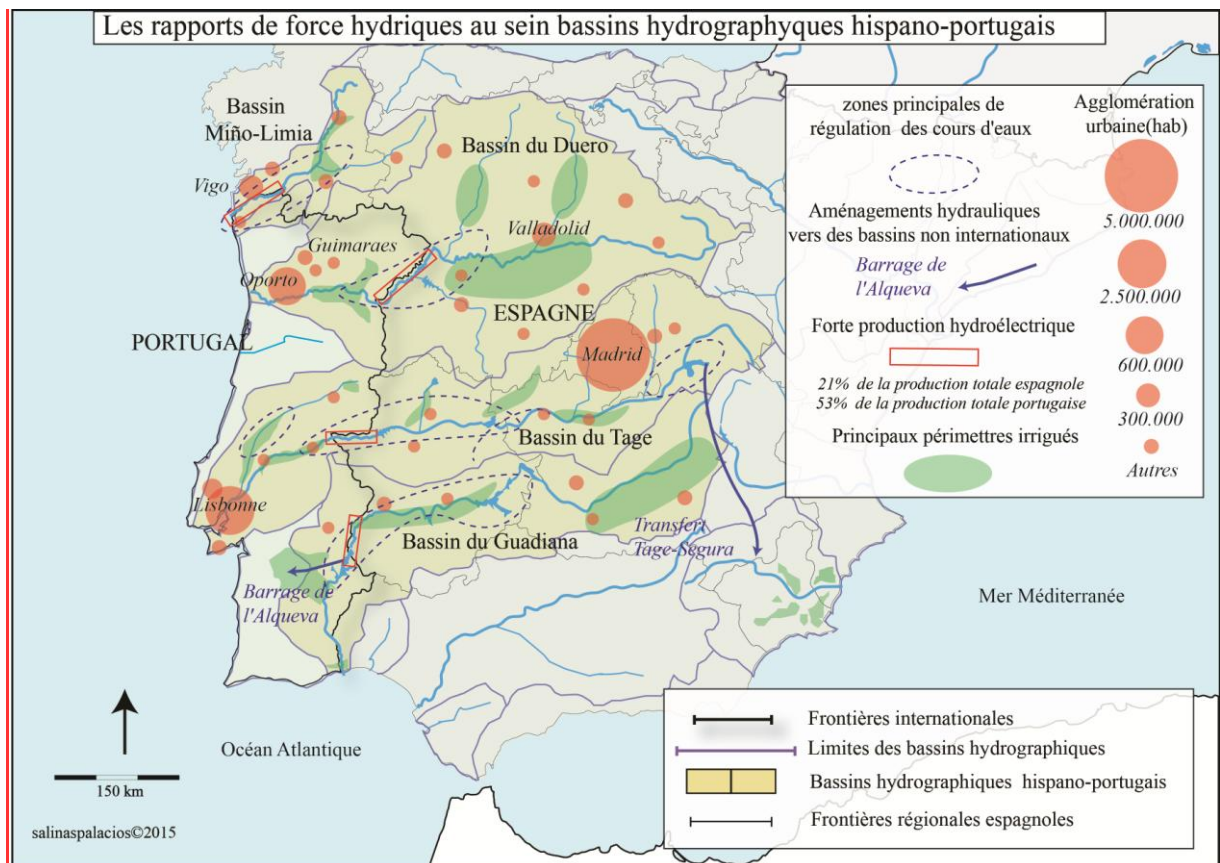 Les rapports de force hydriques au sein bassins hydrographyques hispano-portugais
Bassin
Miño-Limia
Vigo
Bassin du Duero
Guimaraes
Valladolid
Oporto
ESPAGNE
PORTUGAL
Madrid
Bassin du Tage
Lisbonne
Bassin du Guadiana
Transfert
Tage-Segura
Barrage de
l'Alqueva
Mer Méditerranée
Océan Atlantique
150 km
salinaspalacios©2015
zones principales de
régulation des cours d'eaux
Aménagements hydrauliques
vers des bassins non internationaux
Barrage de
l'Alqueva
Forte production hydroélectrique
21% de la production totale espagnole
53% de la production totale portugaise
Principaux périmettres irrigués
Agglomération
urbaine(hab)
5.000.000
2.500.000
600.000
300.000
Autres
Frontières internationales
Limites des bassins hydrographiques
Bassins hydrographiques hispano-portugais
Frontières régionales espagnoles